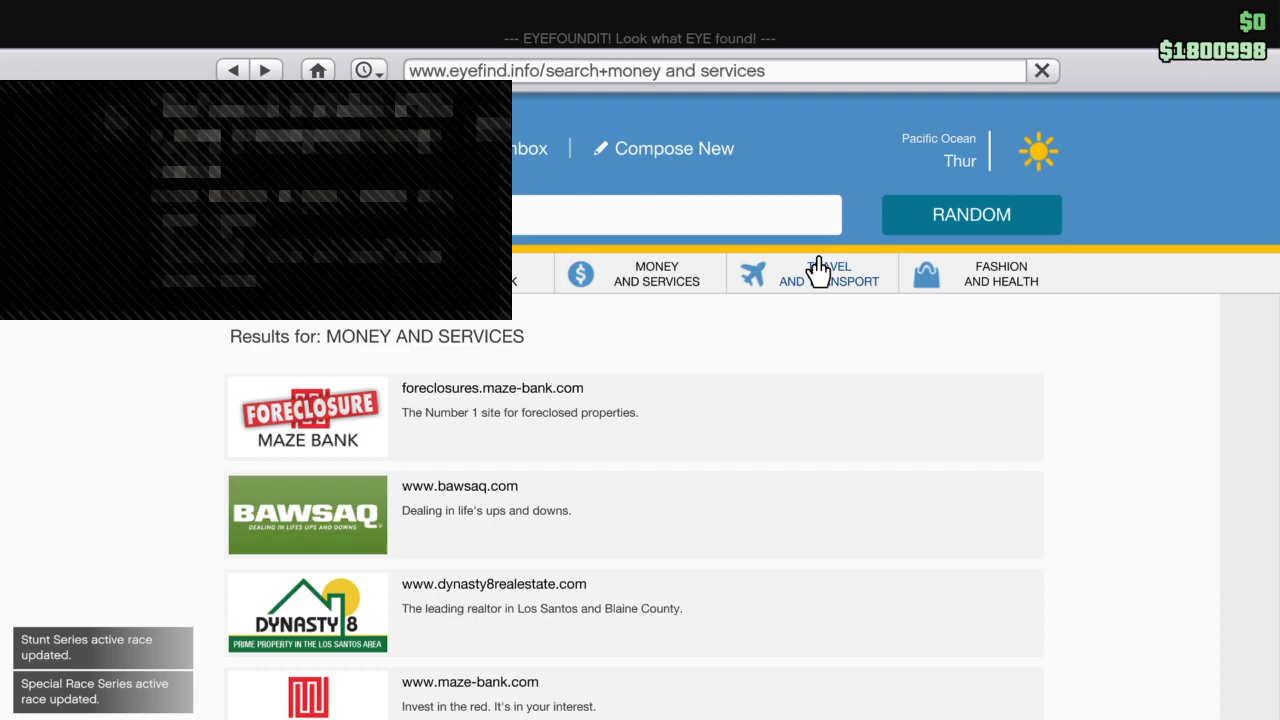 $0
--- EYEFOUNDIT! Look what EYE found! ---
$1800998
www.eyefind.info/search+money and services
Compose New
Pacific Ocean
Thur
RANDOM
MONEY
AND SERVICES
TRAVEL
AND TRANSPORT
FASHION
AND HEALTH
Results for: MONEY AND SERVICES
FORECLOSURE
MAZE BANK
foreclosures.maze-bank.com
The Number 1 site for foreclosed properties.
BAWSAQ
DEALING IN LIFE'S UPS AND DOWNS
www.bawsaq.com
Dealing in life's ups and downs.
DYNASTY 8
PRIME PROPERTY IN THE LOS SANTOS AREA
www.dynasty8realestate.com
The leading realtor in Los Santos and Blaine County.
www.maze-bank.com
Invest in the red. It's in your interest.
Stunt Series active race
updated.
Special Race Series active
race updated.